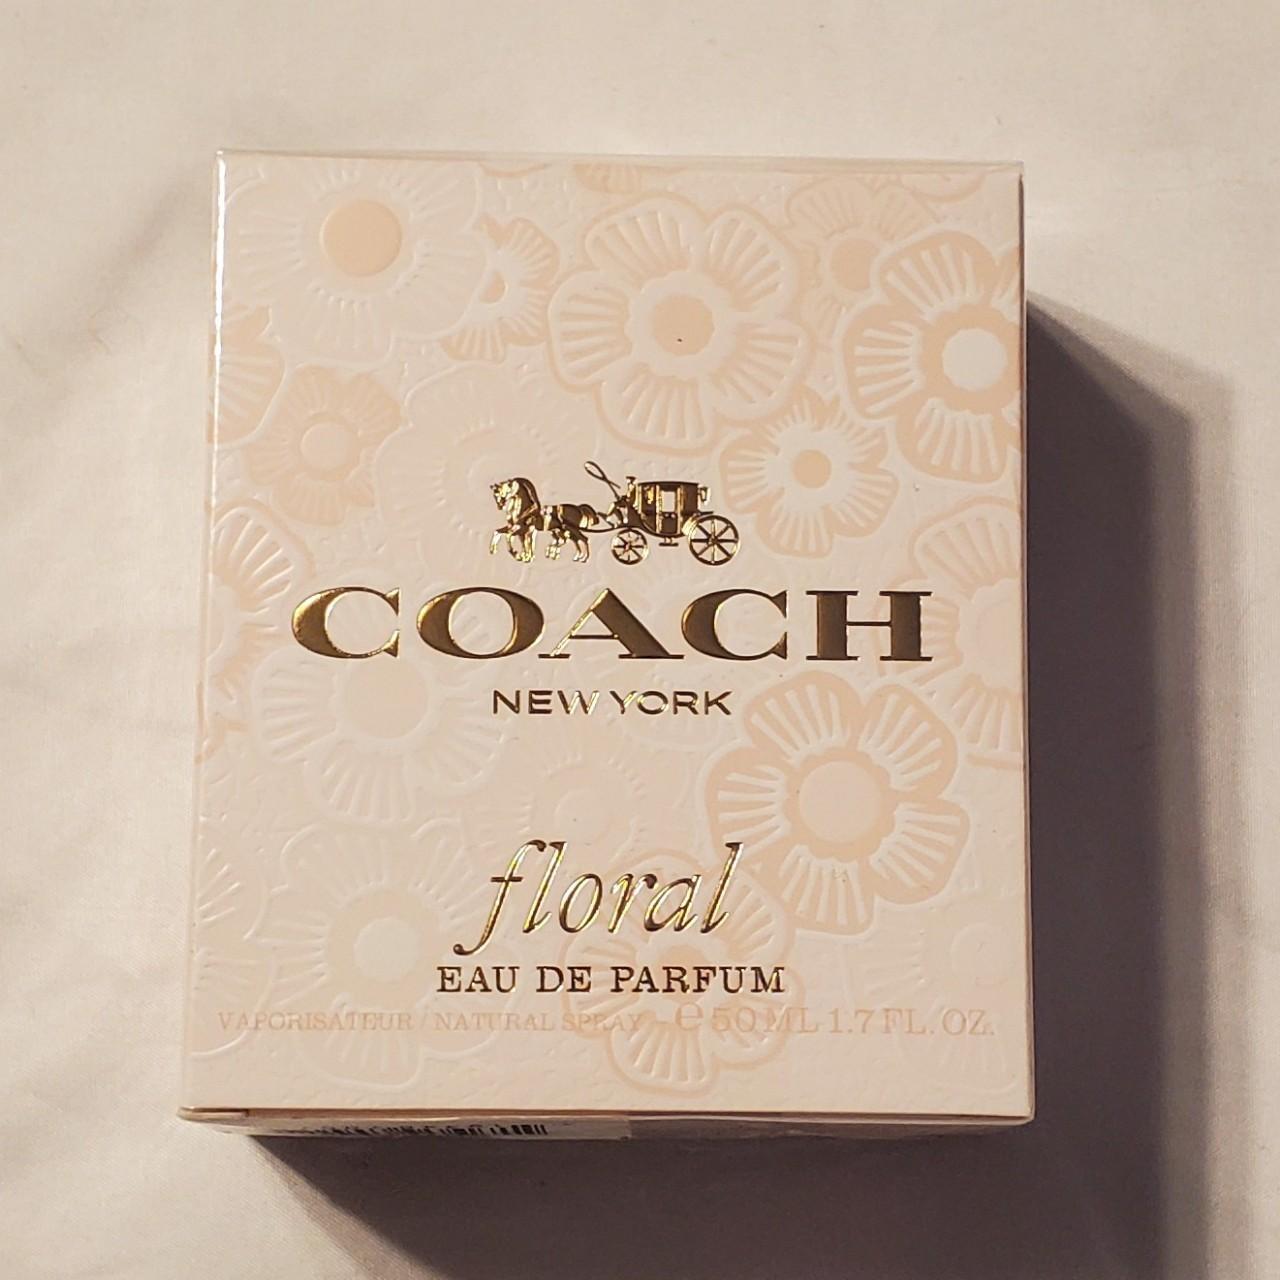 COACH
NEW YORK
floral
EAU DE PARFUM
VAPORISATEUR / NATURAL SPRAY - ℮ 50 ML 1.7 FL. OZ.